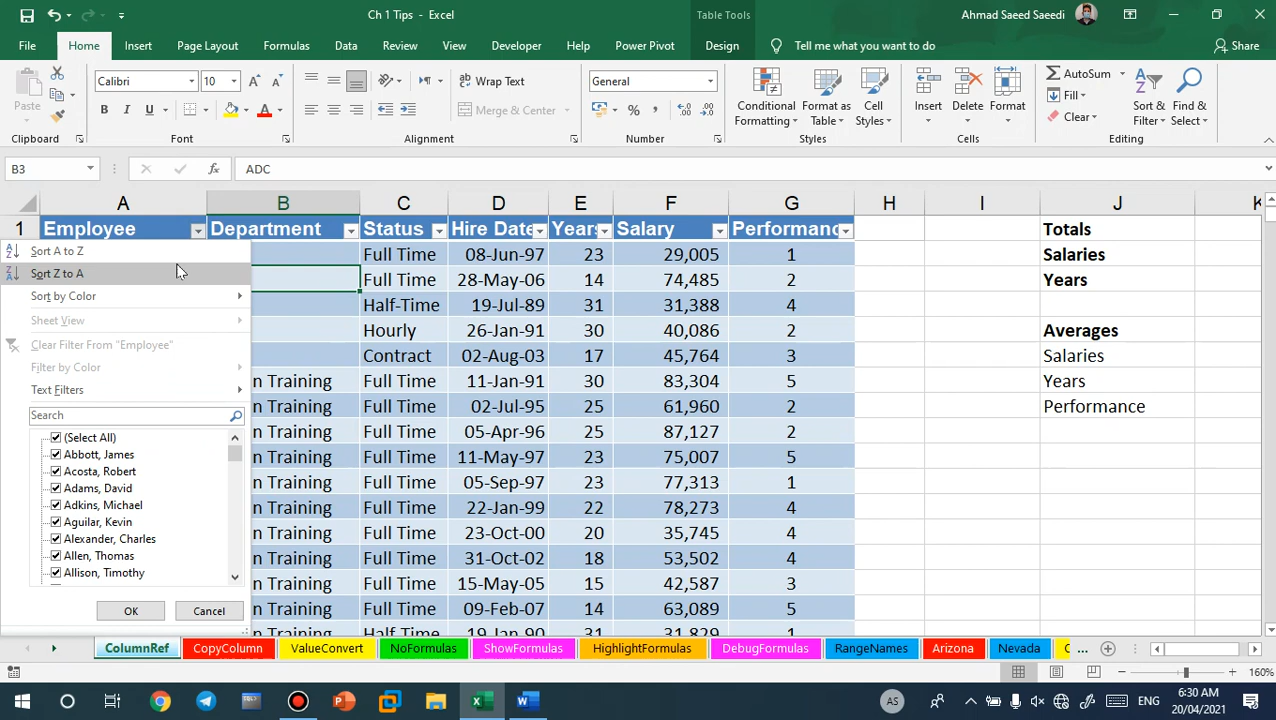 Ch 1 Tips - Excel
Table Tools
Ahmad Saeed Saeedi
File Home Insert Page Layout Formulas Data Review View Developer Help Power Pivot Design Tell me what you want to do Share
Paste
Calibri 10
Wrap Text
General
Conditional Formatting
Format as Table
Cell Styles
Insert
Delete
Format
AutoSum
Fill
Clear
Sort & Filter
Find & Select
B I U
A
Merge & Center
$ % ,
Clipboard Font Alignment Number Styles Cells Editing
B3 fx ADC
A B C D E F G H I J K
1 Employee Department Status Hire Date Years Salary Performanc Totals
Full Time 08-Jun-97 23 29,005 1 Salaries
Full Time 28-May-06 14 74,485 2 Years
Half-Time 19-Jul-89 31 31,388 4
Hourly 26-Jan-91 30 40,086 2 Averages
Contract 02-Aug-03 17 45,764 3 Salaries
n Training Full Time 11-Jan-91 30 83,304 5 Years
n Training Full Time 02-Jul-95 25 61,960 2 Performance
n Training Full Time 05-Apr-96 25 87,127 2
n Training Full Time 11-May-97 23 75,007 5
n Training Full Time 05-Sep-97 23 77,313 1
n Training Full Time 22-Jan-99 22 78,273 4
n Training Full Time 23-Oct-00 20 35,745 4
n Training Full Time 31-Oct-02 18 53,502 4
n Training Full Time 15-May-05 15 42,587 3
n Training Full Time 09-Feb-07 14 63,089 5
n Training Half-Time 19-Jan-90 31 31,829 1
Sort A to Z
Sort Z to A
Sort by Color
Sheet View
Clear Filter From "Employee"
Filter by Color
Text Filters
Search
(Select All)
Abbott, James
Acosta, Robert
Adams, David
Adkins, Michael
Aguilar, Kevin
Alexander, Charles
Allen, Thomas
Allison, Timothy
OK Cancel
ColumnRef CopyColumn ValueConvert NoFormulas ShowFormulas HighlightFormulas DebugFormulas RangeNames Arizona Nevada ...
160%
AS
ENG
6:30 AM
20/04/2021